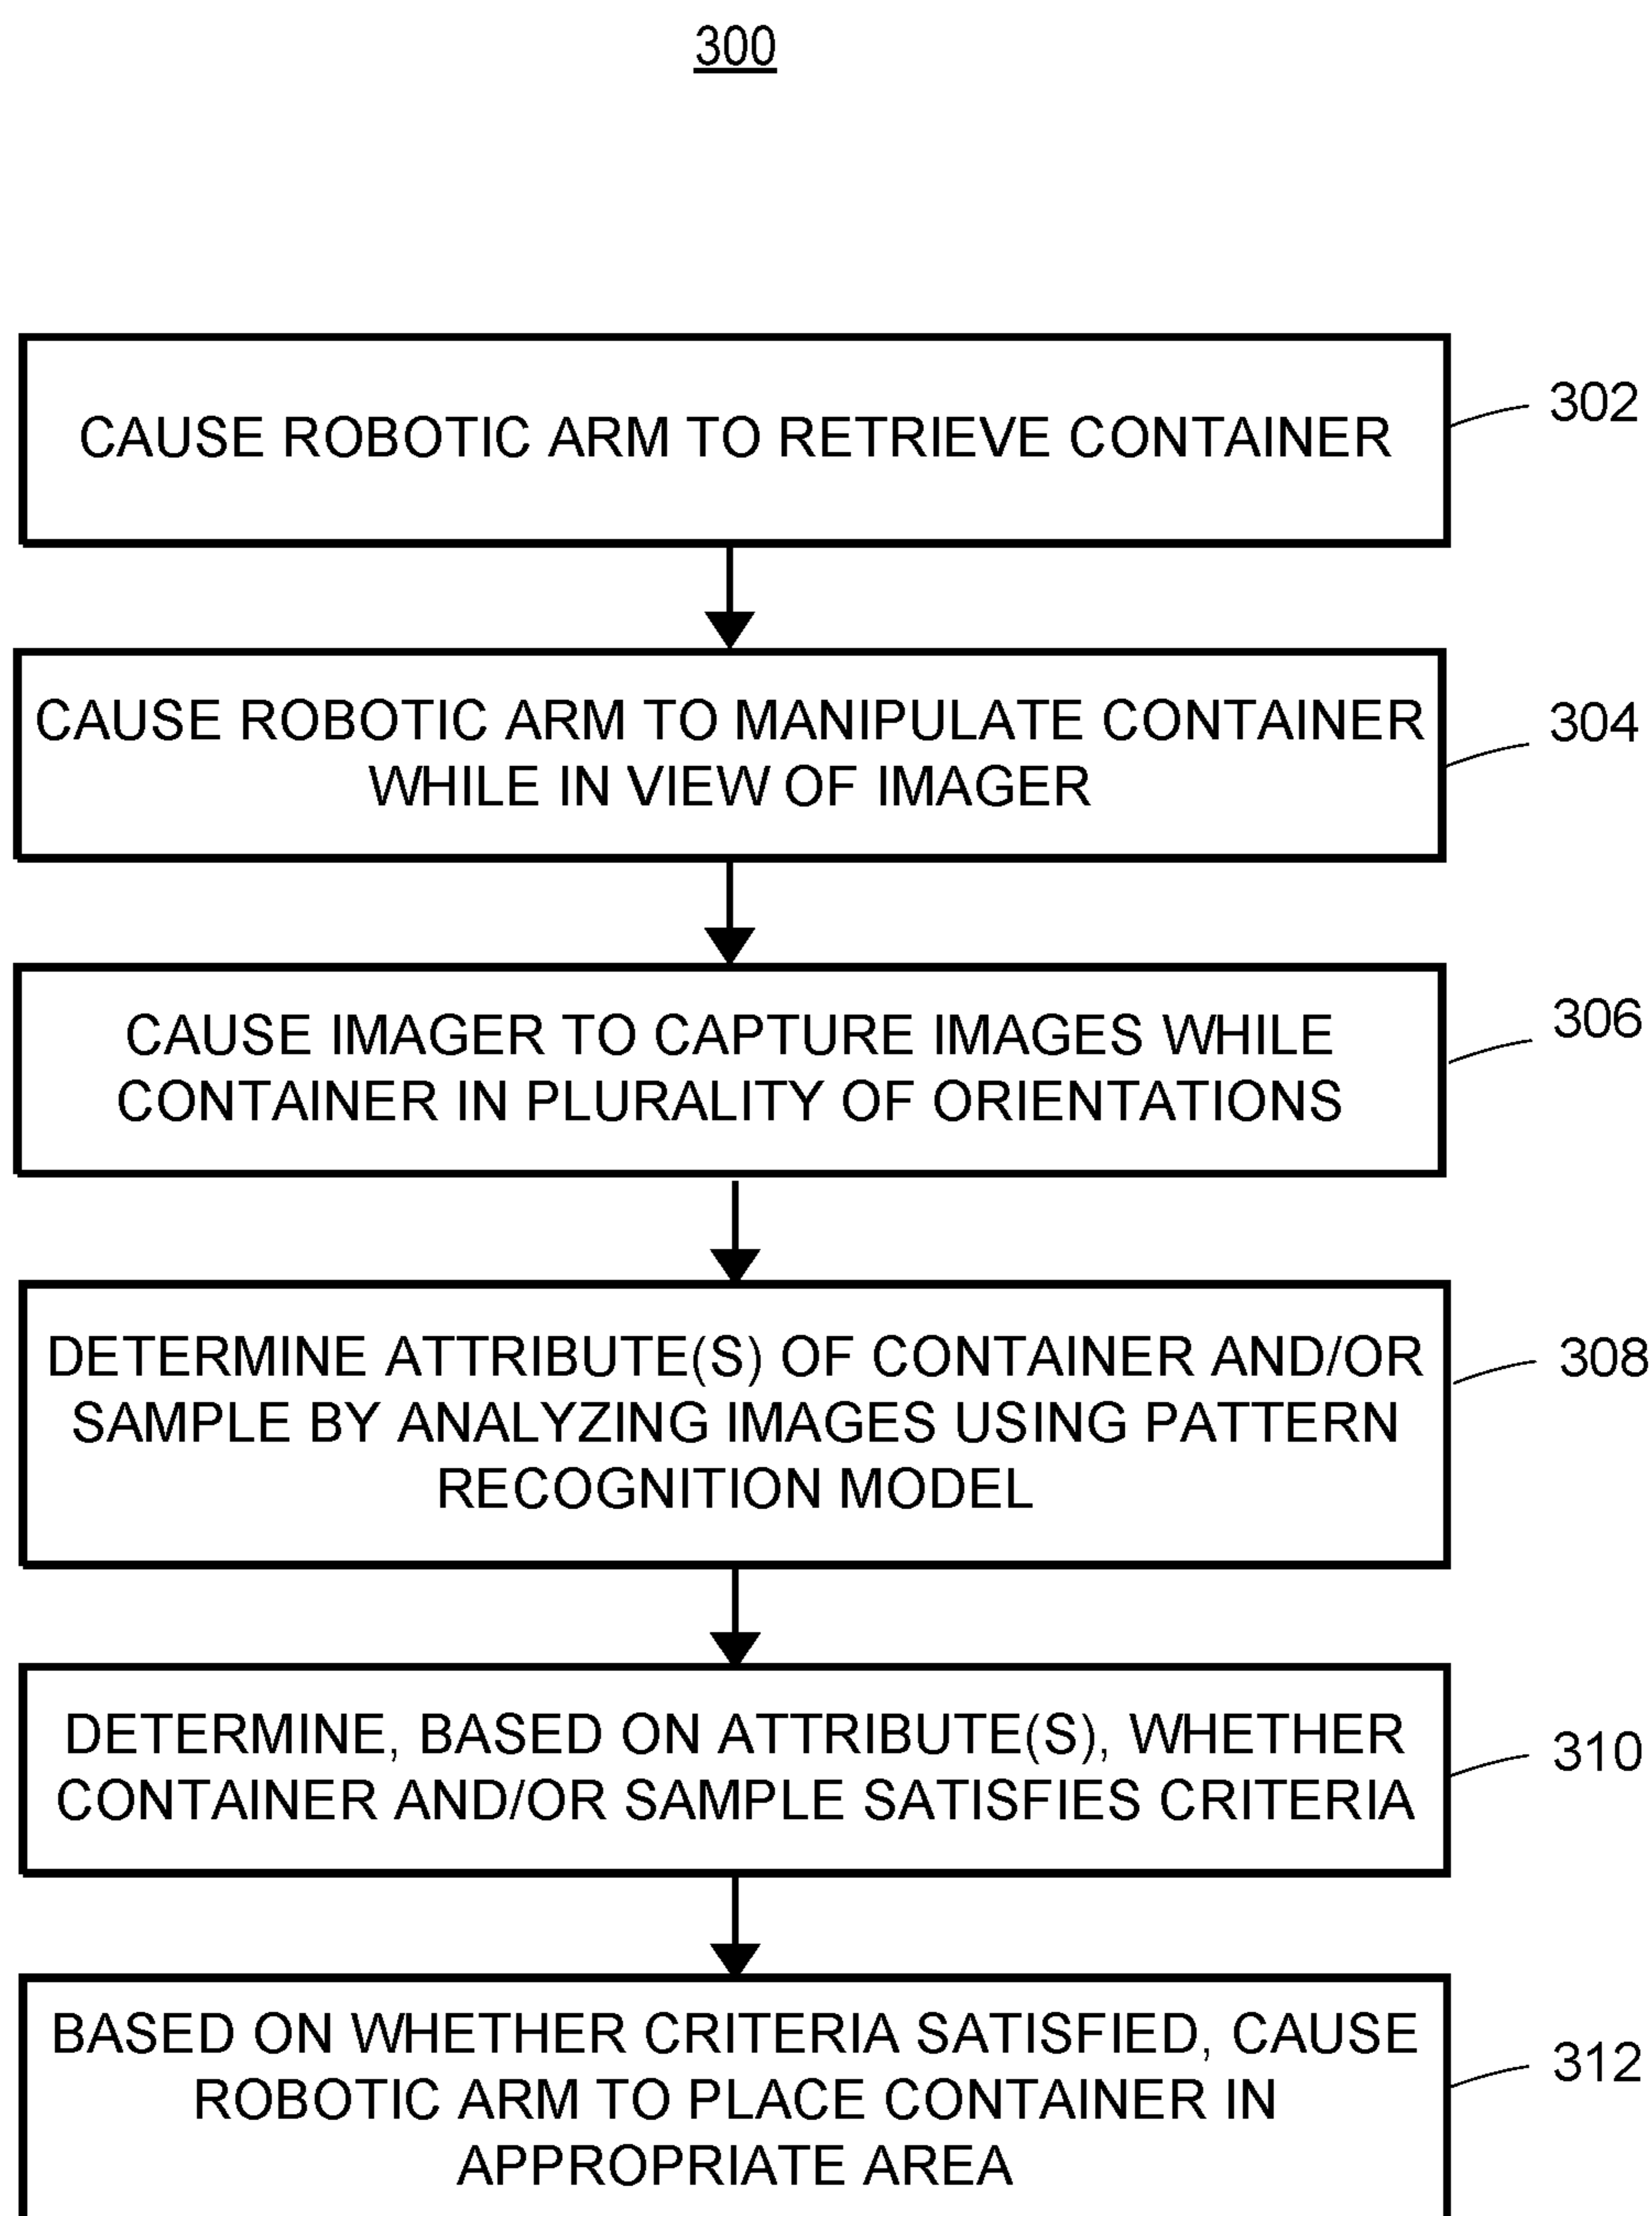 300
CAUSE ROBOTIC ARM TO RETRIEVE CONTAINER
302
CAUSE ROBOTIC ARM TO MANIPULATE CONTAINER
WHILE IN VIEW OF IMAGER
304
CAUSE IMAGER TO CAPTURE IMAGES WHILE
CONTAINER IN PLURALITY OF ORIENTATIONS
306
DETERMINE ATTRIBUTE(S) OF CONTAINER AND/OR
SAMPLE BY ANALYZING IMAGES USING PATTERN
RECOGNITION MODEL
308
DETERMINE, BASED ON ATTRIBUTE(S), WHETHER
CONTAINER AND/OR SAMPLE SATISFIES CRITERIA
310
BASED ON WHETHER CRITERIA SATISFIED, CAUSE
ROBOTIC ARM TO PLACE CONTAINER IN
APPROPRIATE AREA
312